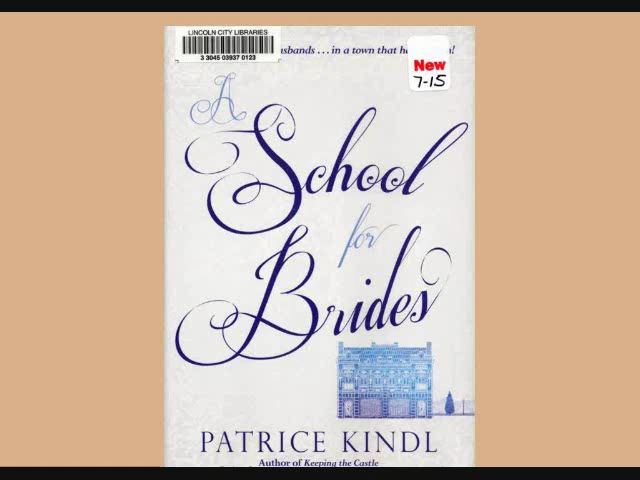 LINCOLN CITY LIBRARIES
3 3045 03937 0123
usbands . . . in a town that ha
New
7-15
A
School
for
Brides
PATRICE KINDL
Author of Keeping the Castle